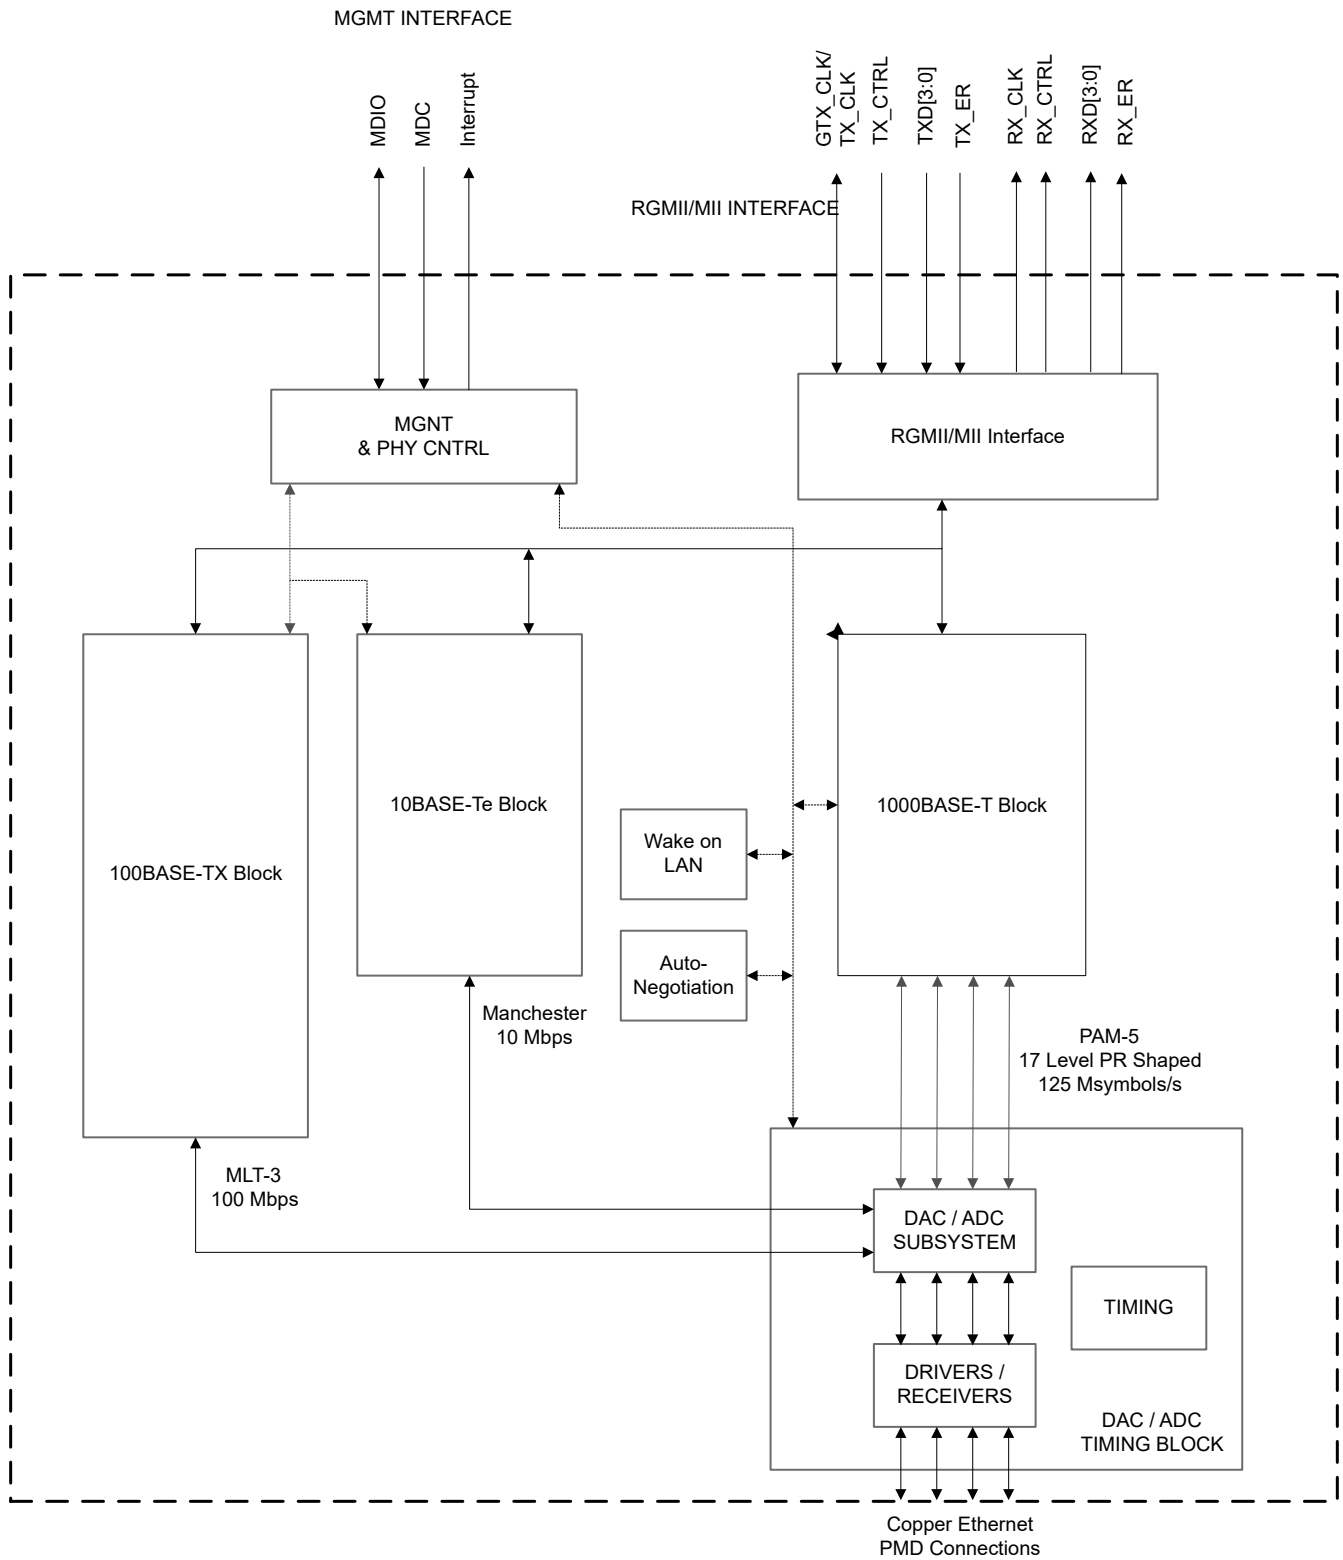 MGMT INTERFACE
MDIO
MDC
Interrupt
GTX_CLK/
TX_CLK
TX_CTRL
TXD[3:0]
TX_ER
RX_CLK
RX_CTRL
RXD[3:0]
RX_ER
RGMII/MII INTERFACE
MGNT
& PHY CNTRL
RGMII/MII Interface
100BASE-TX Block
10BASE-Te Block
1000BASE-T Block
Wake on
LAN
Auto-
Negotiation
Manchester
10 Mbps
PAM-5
17 Level PR Shaped
125 Msymbols/s
MLT-3
100 Mbps
DAC / ADC
SUBSYSTEM
TIMING
DRIVERS /
RECEIVERS
DAC / ADC
TIMING BLOCK
Copper Ethernet
PMD Connections